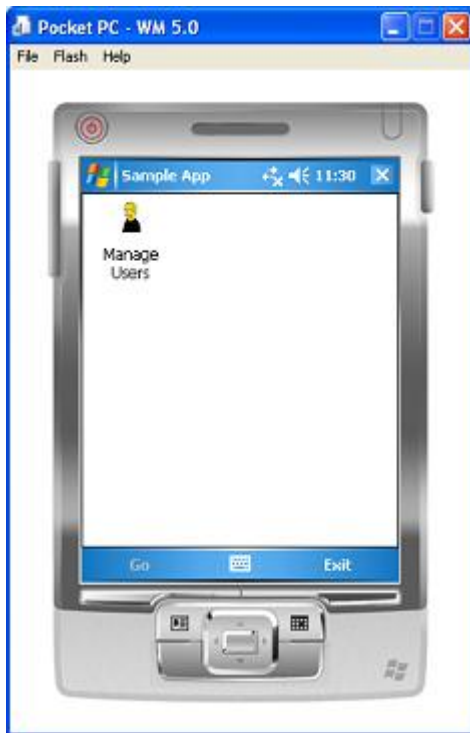 Pocket PC - WM 5.0
File Flash Help
Sample App 11:30
Manage
Users
Go Exit